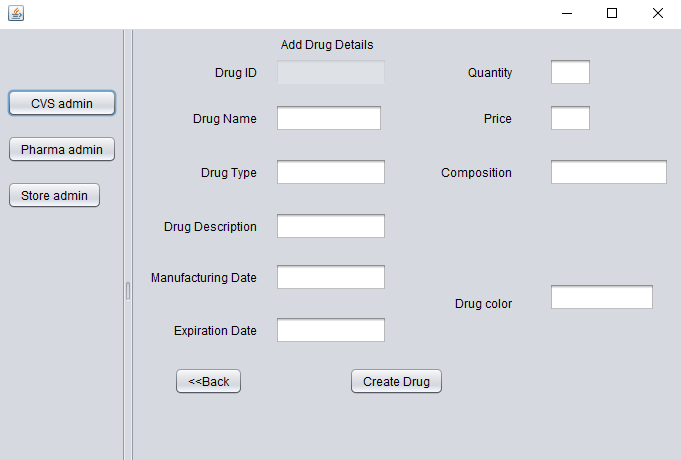 Add Drug Details
Drug ID
Quantity
CVS admin
Drug Name
Price
Pharma admin
Drug Type
Composition
Store admin
Drug Description
Manufacturing Date
Drug color
Expiration Date
<<Back
Create Drug